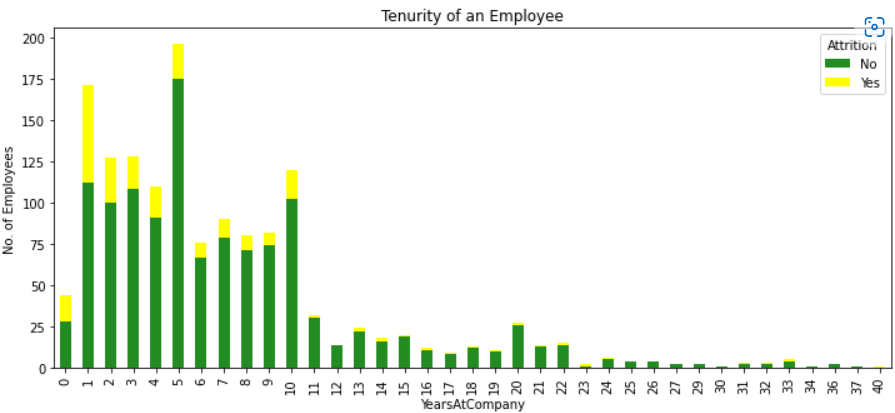 Tenurity of an Employee
No. of Employees
200
175
150
125
100
75
50
25
0
Attrition
No
Yes
0 1 2 3 4 5 6 7 8 9 10 11 12 13 14 15 16 17 18 19 20 21 22 23 24 25 26 27 29 30 31 32 33 34 36 37 40
YearsAtCompany